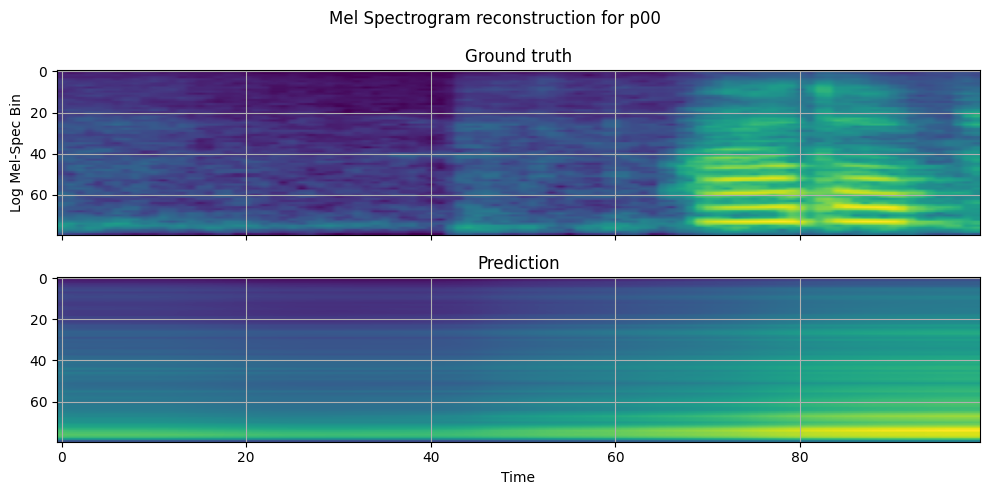 Mel Spectrogram reconstruction for p00
Ground truth
0
20
40
60
Log Mel-Spec Bin
Prediction
0
20
40
60
0 20 40 60 80
Time